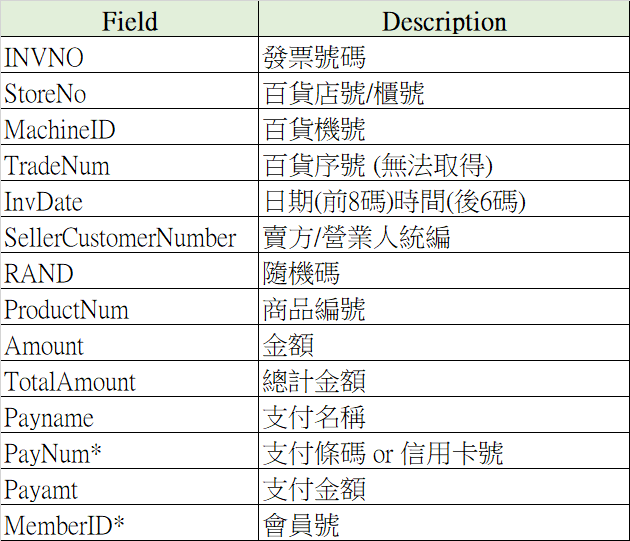 Field Description
INVNO 發票號碼
StoreNo 百貨店號/櫃號
MachineID 百貨機號
TradeNum 百貨序號 (無法取得)
InvDate 日期(前8碼)時間(後6碼)
SellerCustomerNumber 賣方/營業人統編
RAND 隨機碼
ProductNum 商品編號
Amount 金額
TotalAmount 總計金額
Payname 支付名稱
PayNum* 支付條碼 or 信用卡號
Payamt 支付金額
MemberID* 會員號